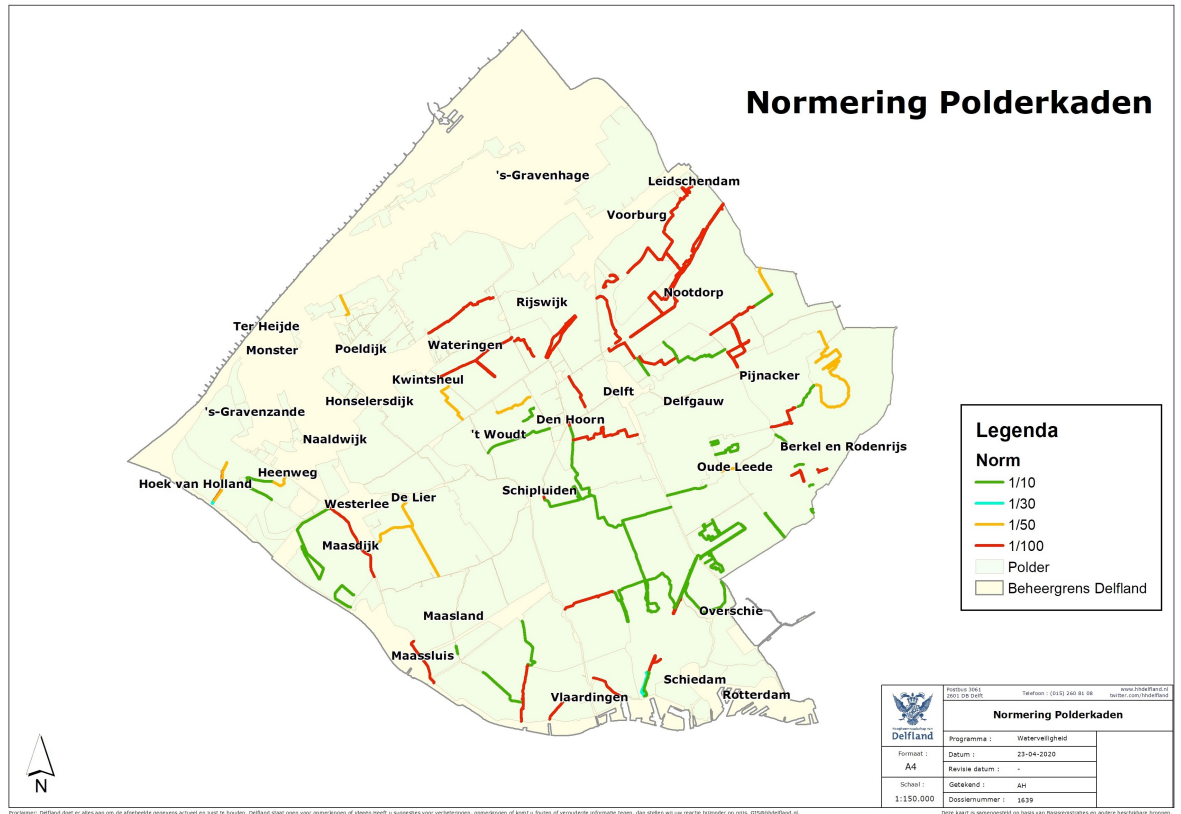 Normering Polderkaden
's-Gravenhage
Leidschendam
Voorburg
Nootdorp
Rijswijk
Ter Heijde
Monster
Poeldijk
Wateringen
Kwintsheul
Pijnacker
Delft
Honselersdijk
Delfgauw
's-Gravenzande
Den Hoorn
Naaldwijk
't Woudt
Berkel en Rodenrijs
Oude Leede
Heenweg
Hoek van Holland
Schipluiden
De Lier
Westerlee
Maasdijk
Maasland
Overschie
Maassluis
Schiedam
Vlaardingen
Rotterdam
Legenda
Norm
1/10
1/30
1/50
1/100
Polder
Beheergrens Delfland
N
Hoogheemraadschap van
Delfland
Postbus 3061
2601 DB Delft
Telefoon : (015) 260 81 08
www.hhdelfland.nl
twitter.com/hhdelfland
Normering Polderkaden
Programma : Waterveiligheid
Formaat :
A4
Datum : 23-04-2020
Revisie datum : -
Schaal :
1:150.000
Getekend : AH
Dossiernummer : 1639